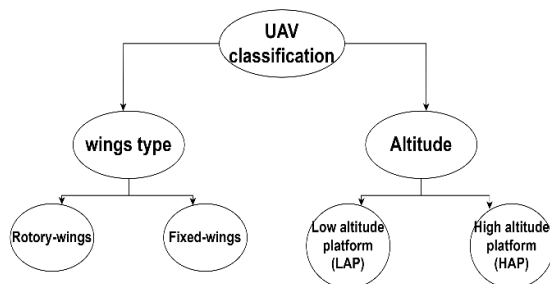 UAV
classification
wings type
Altitude
Rotory-wings
Fixed-wings
Low altitude
platform
(LAP)
High altitude
platform
(HAP)